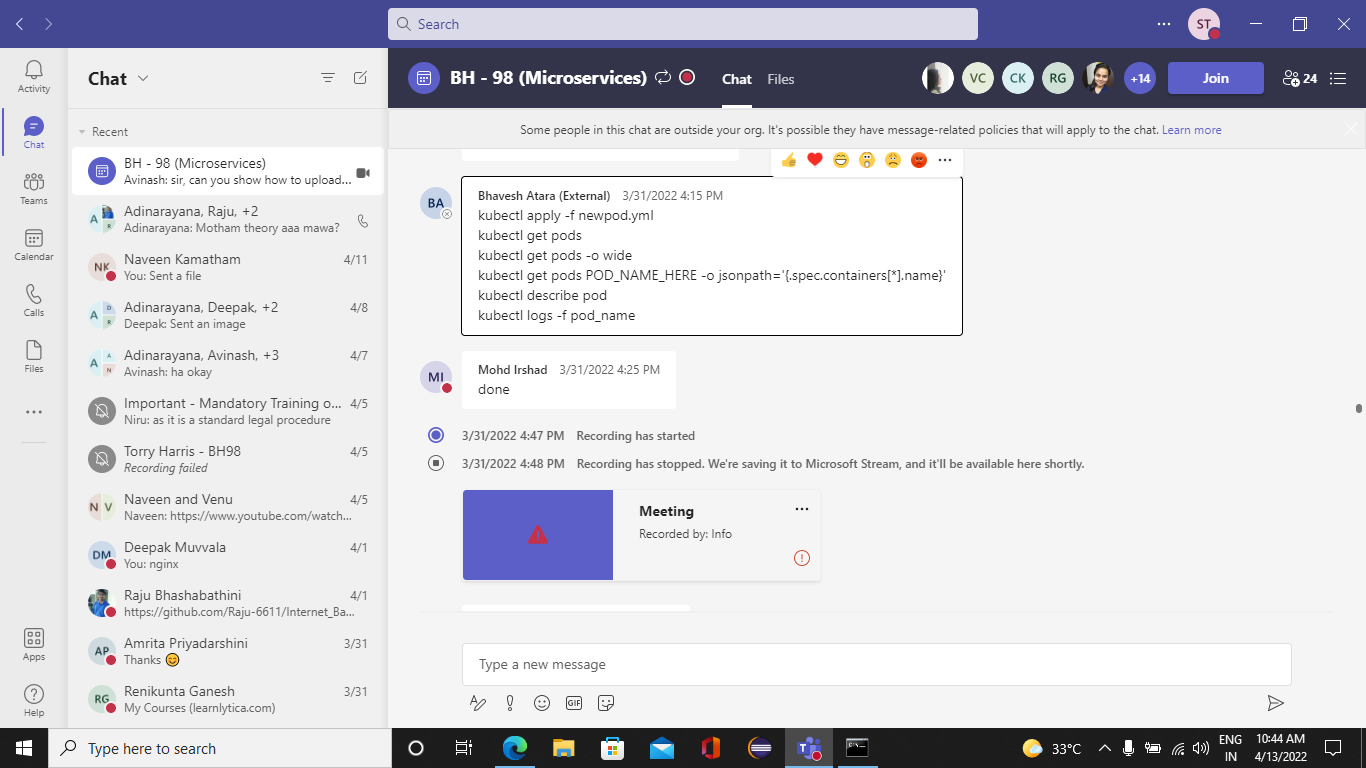 Search
ST
Activity
Chat
Teams
Calendar
Calls
Files
Apps
Help
Chat
Recent
BH - 98 (Microservices)
Avinash: sir, can you show how to upload...
A
R
Adinarayana, Raju, +2
Adinarayana: Motham theory aaa mawa?
NK
Naveen Kamatham
4/11
You: Sent a file
A
D
R
Adinarayana, Deepak, +2
4/8
Deepak: Sent an image
A
A
N
Adinarayana, Avinash, +3
4/7
Avinash: ha okay
Important - Mandatory Training o...
4/5
Niru: as it is a standard legal procedure
Torry Harris - BH98
4/5
Recording failed
N V
Naveen and Venu
4/5
Naveen: https://www.youtube.com/watch...
DM
Deepak Muvvala
4/1
You: nginx
Raju Bhashabathini
4/1
https://github.com/Raju-6611/Internet_Ba...
AP
Amrita Priyadarshini
3/31
Thanks 😊
RG
Renikunta Ganesh
3/31
My Courses (learnlytica.com)
BH - 98 (Microservices)
Chat
Files
VC
CK
RG
+14
Join
24
Some people in this chat are outside your org. It's possible they have message-related policies that will apply to the chat. Learn more
BA
Bhavesh Atara (External) 3/31/2022 4:15 PM
kubectl apply -f newpod.yml
kubectl get pods
kubectl get pods -o wide
kubectl get pods POD_NAME_HERE -o jsonpath='{.spec.containers[*].name}'
kubectl describe pod
kubectl logs -f pod_name
MI
Mohd Irshad 3/31/2022 4:25 PM
done
3/31/2022 4:47 PM Recording has started
3/31/2022 4:48 PM Recording has stopped. We're saving it to Microsoft Stream, and it'll be available here shortly.
Meeting
Recorded by: Info
Type a new message
GIF
Type here to search
33°C
ENG
IN
10:44 AM
4/13/2022